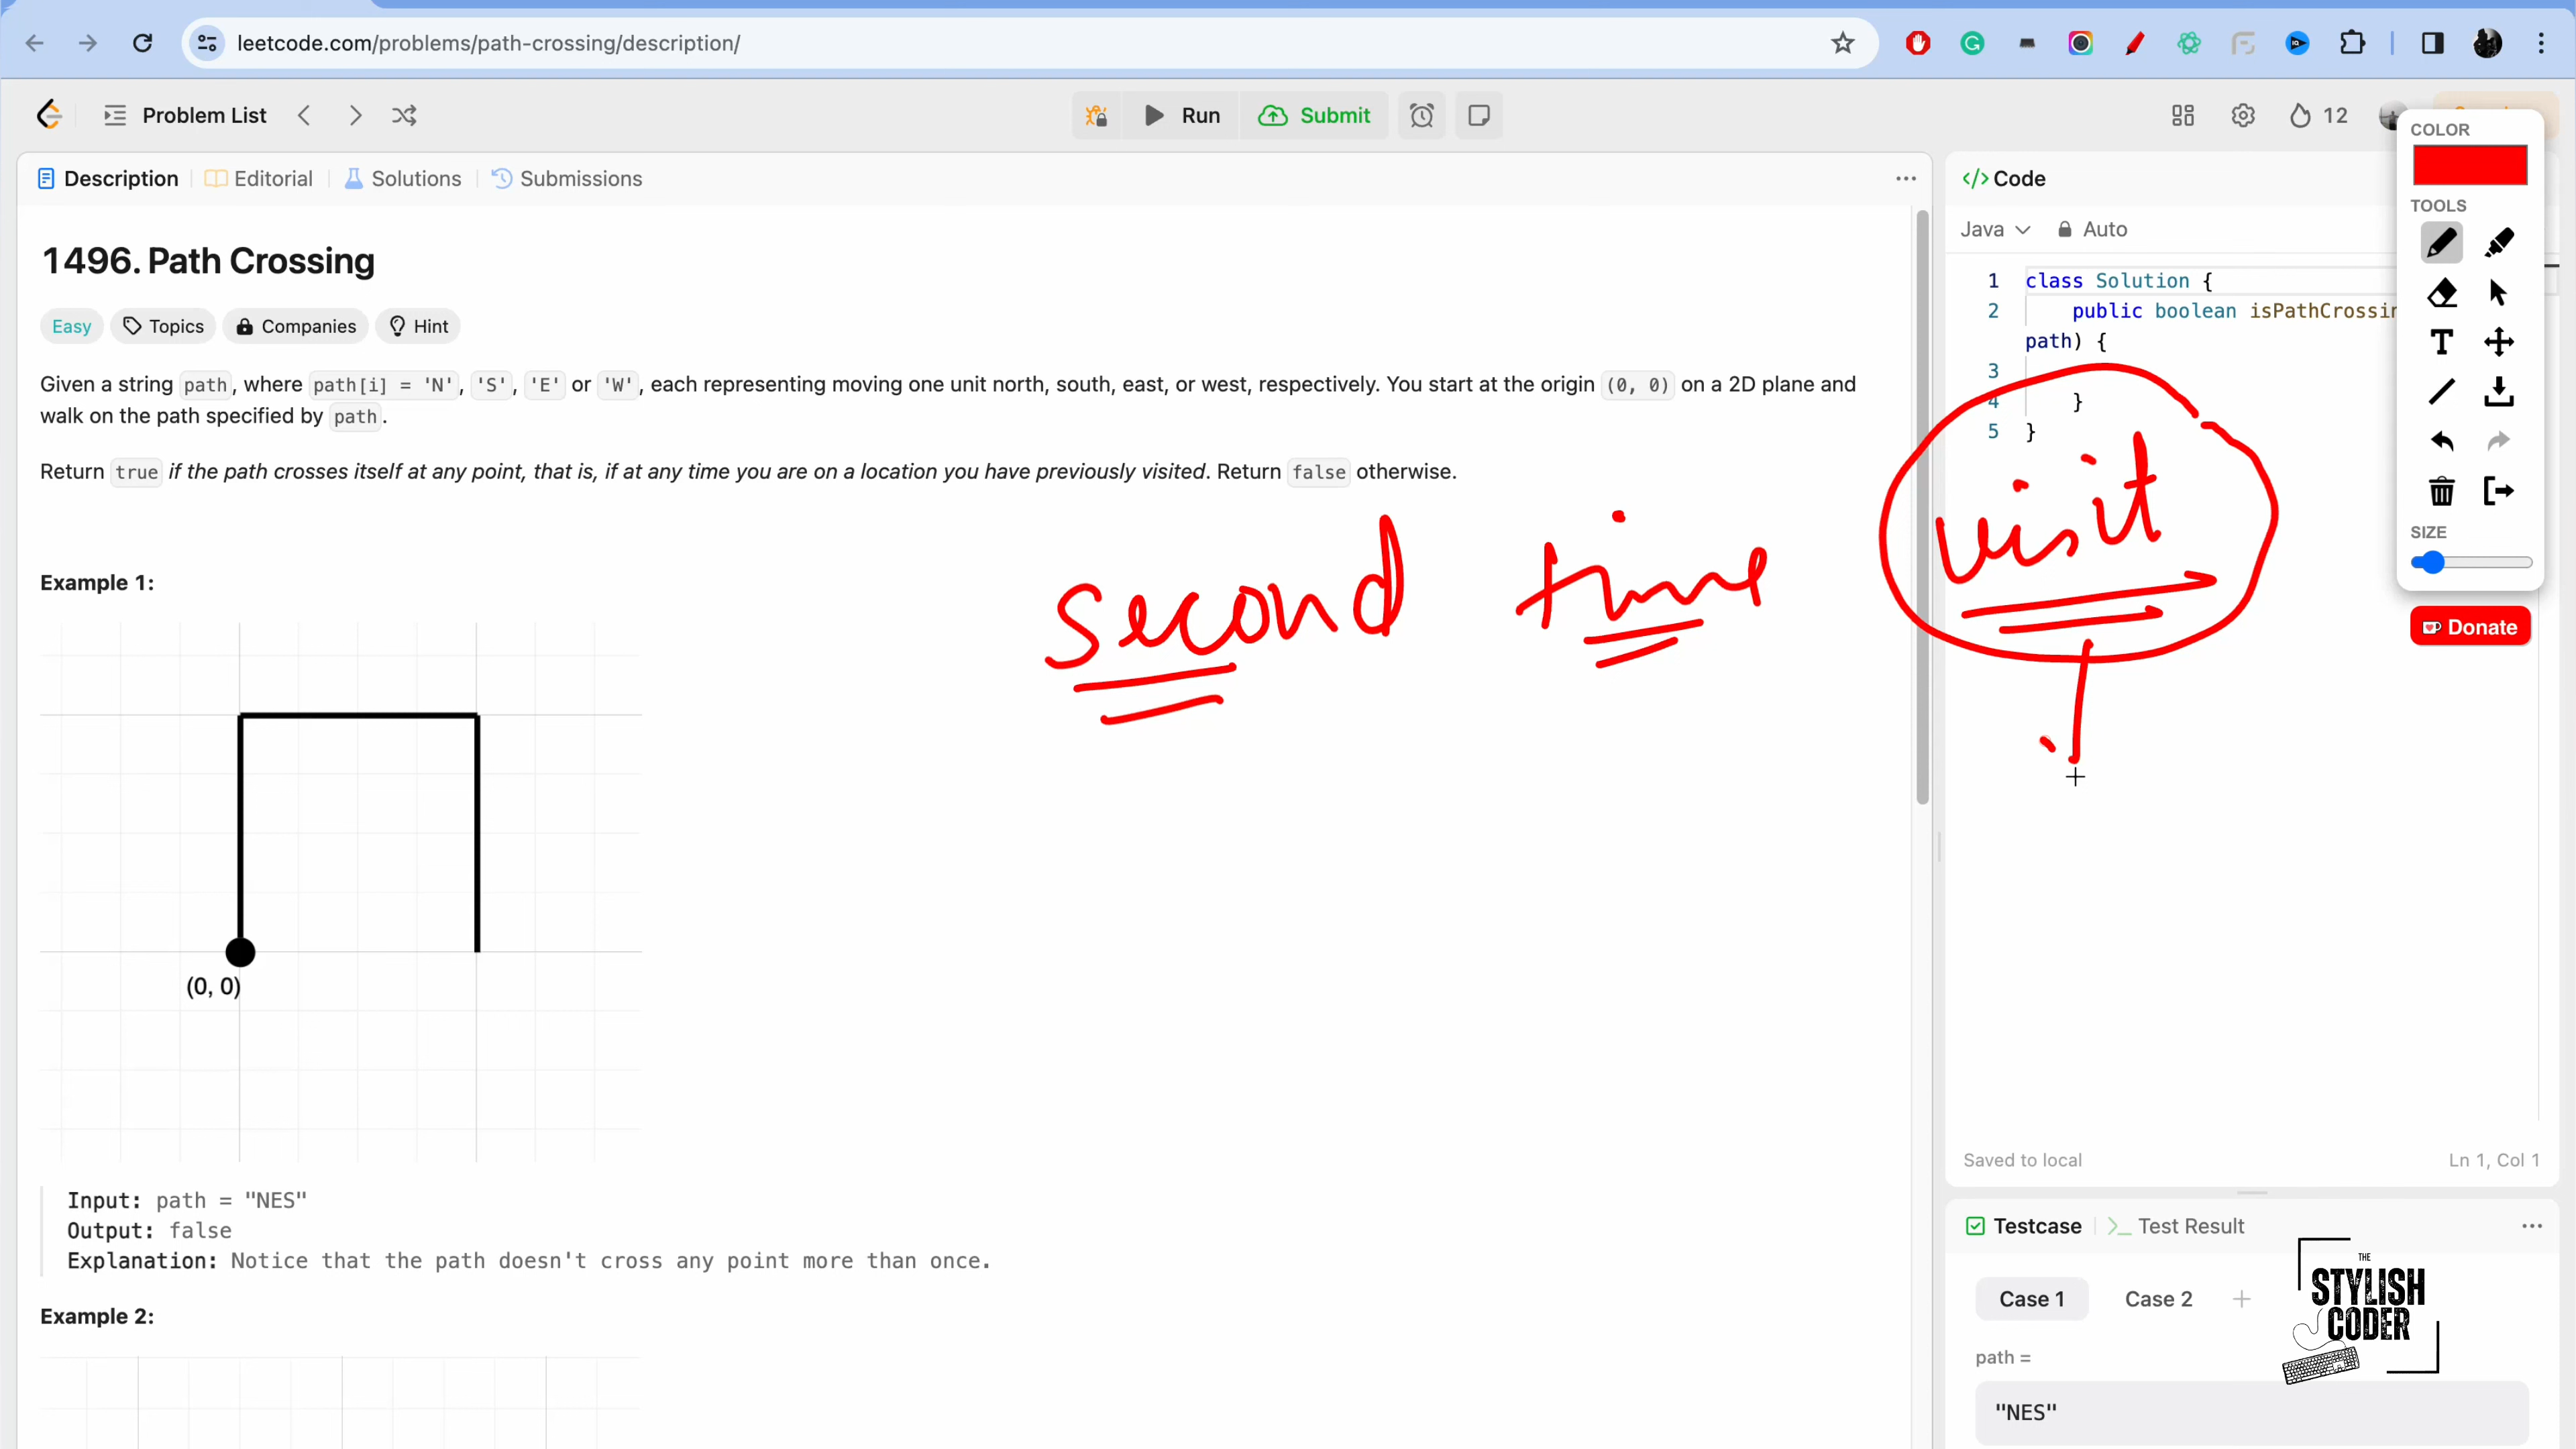 leetcode.com/problems/path-crossing/description/
Problem List
Run
Submit
12
Description
Editorial
Solutions
Submissions
1496. Path Crossing
Easy
Topics
Companies
Hint
Given a string path, where path[i] = 'N', 'S', 'E' or 'W', each representing moving one unit north, south, east, or west, respectively. You start at the origin (0, 0) on a 2D plane and
walk on the path specified by path.
Return true if the path crosses itself at any point, that is, if at any time you are on a location you have previously visited. Return false otherwise.
second time visit
Example 1:
(0, 0)
Input: path = "NES"
Output: false
Explanation: Notice that the path doesn't cross any point more than once.
Example 2:
</> Code
Java
Auto
1 class Solution {
2 public boolean isPathCrossin
path) {
3
4 }
5 }
COLOR
TOOLS
T
SIZE
Donate
Saved to local
Ln 1, Col 1
Testcase
Test Result
Case 1
Case 2
path =
"NES"
THE
STYLISH
CODER